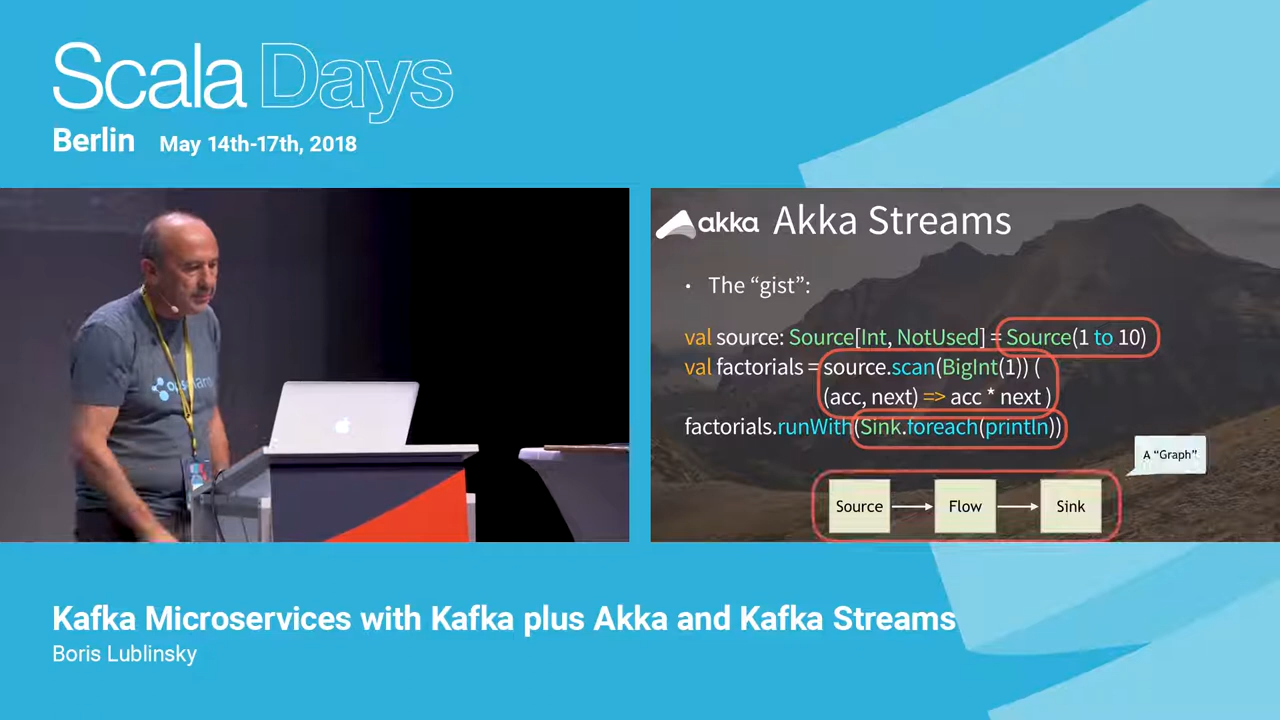 Scala Days
Berlin May 14th-17th, 2018
akka Akka Streams
• The “gist”:
val source: Source[Int, NotUsed] = Source(1 to 10)
val factorials = source.scan(BigInt(1)) (
(acc, next) => acc * next )
factorials.runWith(Sink.foreach(println))
A “Graph”
Source
Flow
Sink
Kafka Microservices with Kafka plus Akka and Kafka Streams
Boris Lublinsky